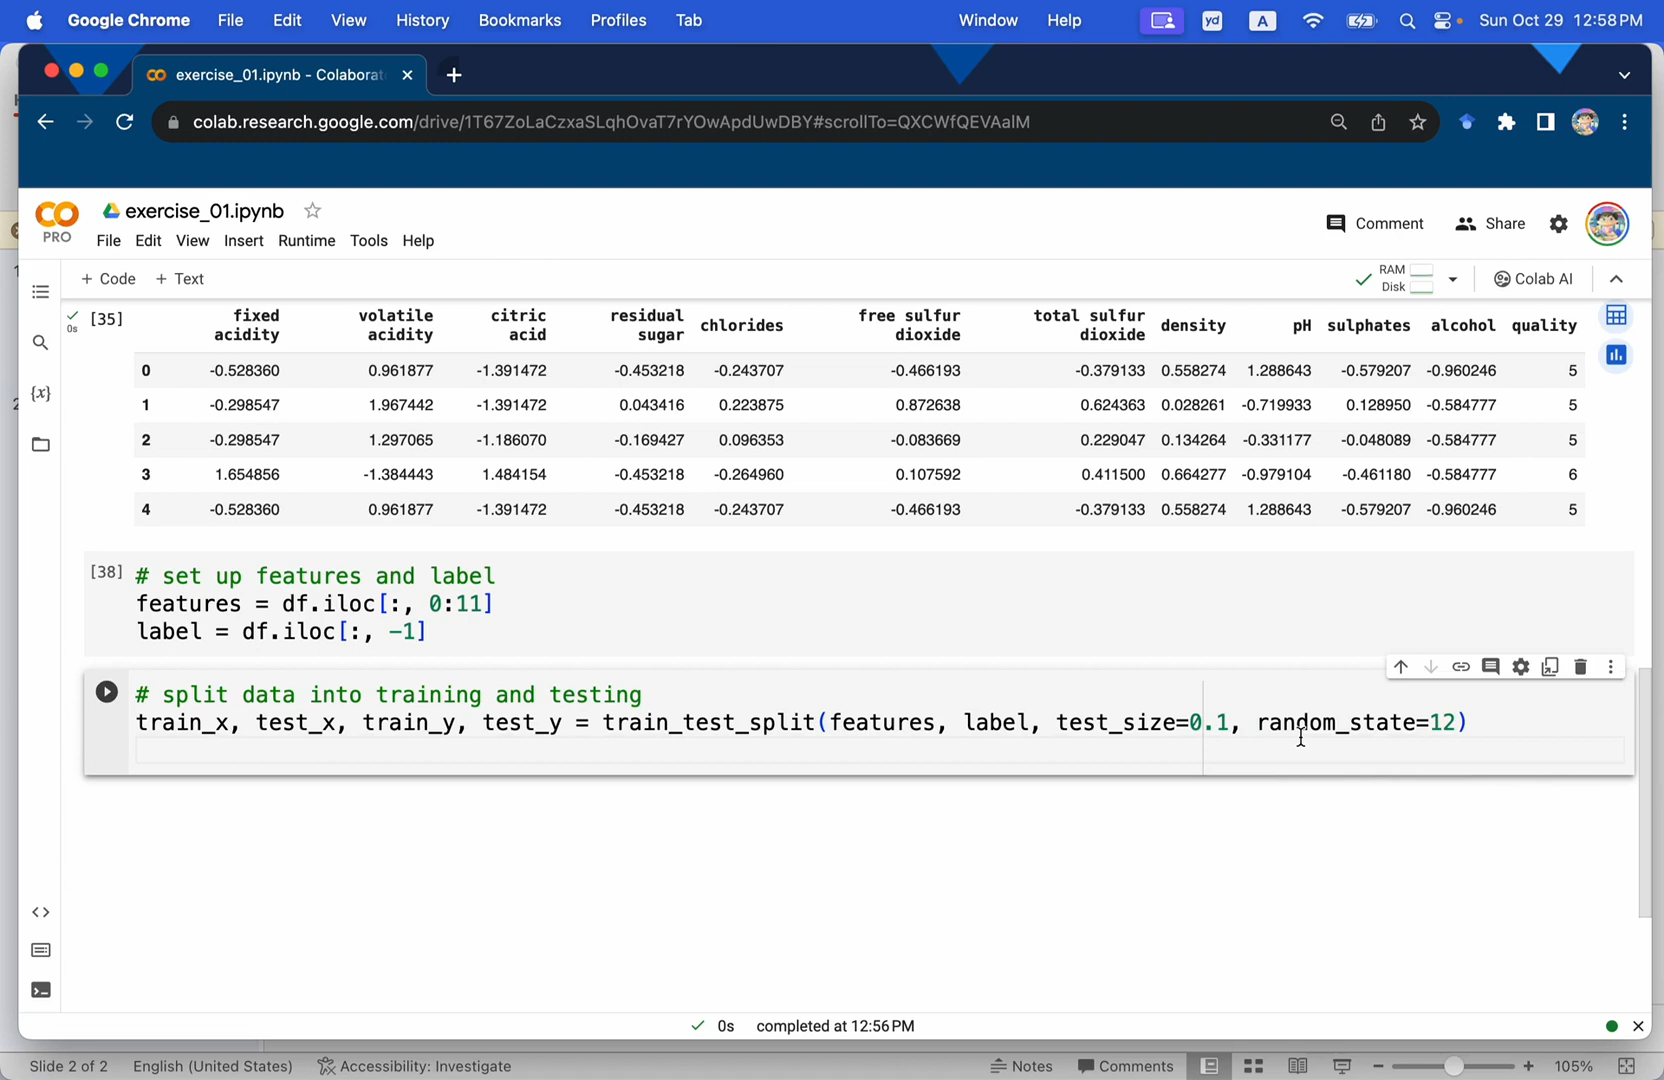 Google Chrome File Edit View History Bookmarks Profiles Tab Window Help yd A Sun Oct 29 12:58 PM
exercise_01.ipynb - Colaborat
colab.research.google.com/drive/1T67ZoLaCzxaSLqhOvaT7rYOwApdUwDBY#scrollTo=QXCWfQEVAalM
exercise_01.ipynb
PRO
File Edit View Insert Runtime Tools Help
Comment Share
+ Code + Text
RAM
Disk
Colab AI
0s
[35]
fixed acidity volatile acidity citric acid residual sugar chlorides free sulfur dioxide total sulfur dioxide density pH sulphates alcohol quality
0 -0.528360 0.961877 -1.391472 -0.453218 -0.243707 -0.466193 -0.379133 0.558274 1.288643 -0.579207 -0.960246 5
1 -0.298547 1.967442 -1.391472 0.043416 0.223875 0.872638 0.624363 0.028261 -0.719933 0.128950 -0.584777 5
2 -0.298547 1.297065 -1.186070 -0.169427 0.096353 -0.083669 0.229047 0.134264 -0.331177 -0.048089 -0.584777 5
3 1.654856 -1.384443 1.484154 -0.453218 -0.264960 0.107592 0.411500 0.664277 -0.979104 -0.461180 -0.584777 6
4 -0.528360 0.961877 -1.391472 -0.453218 -0.243707 -0.466193 -0.379133 0.558274 1.288643 -0.579207 -0.960246 5
[38] # set up features and label
features = df.iloc[:, 0:11]
label = df.iloc[:, -1]
# split data into training and testing
train_x, test_x, train_y, test_y = train_test_split(features, label, test_size=0.1, random_state=12)
{x}
0s completed at 12:56 PM
Slide 2 of 2 English (United States) Accessibility: Investigate Notes Comments 105%